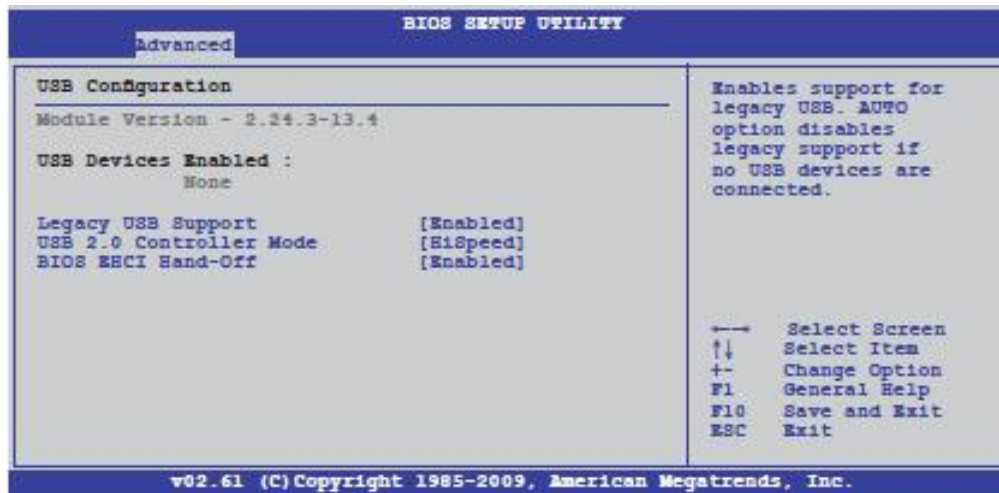 BIOS SETUP UTILITY
Advanced
USB Configuration
Module Version - 2.24.3-13.4
USB Devices Enabled :
None
Legacy USB Support [Enabled]
USB 2.0 Controller Mode [HiSpeed]
BIOS EHCI Hand-Off [Enabled]
Enables support for
legacy USB. AUTO
option disables
legacy support if
no USB devices are
connected.
←→ Select Screen
↑↓ Select Item
+- Change Option
F1 General Help
F10 Save and Exit
ESC Exit
v02.61 (C)Copyright 1985-2009, American Megatrends, Inc.